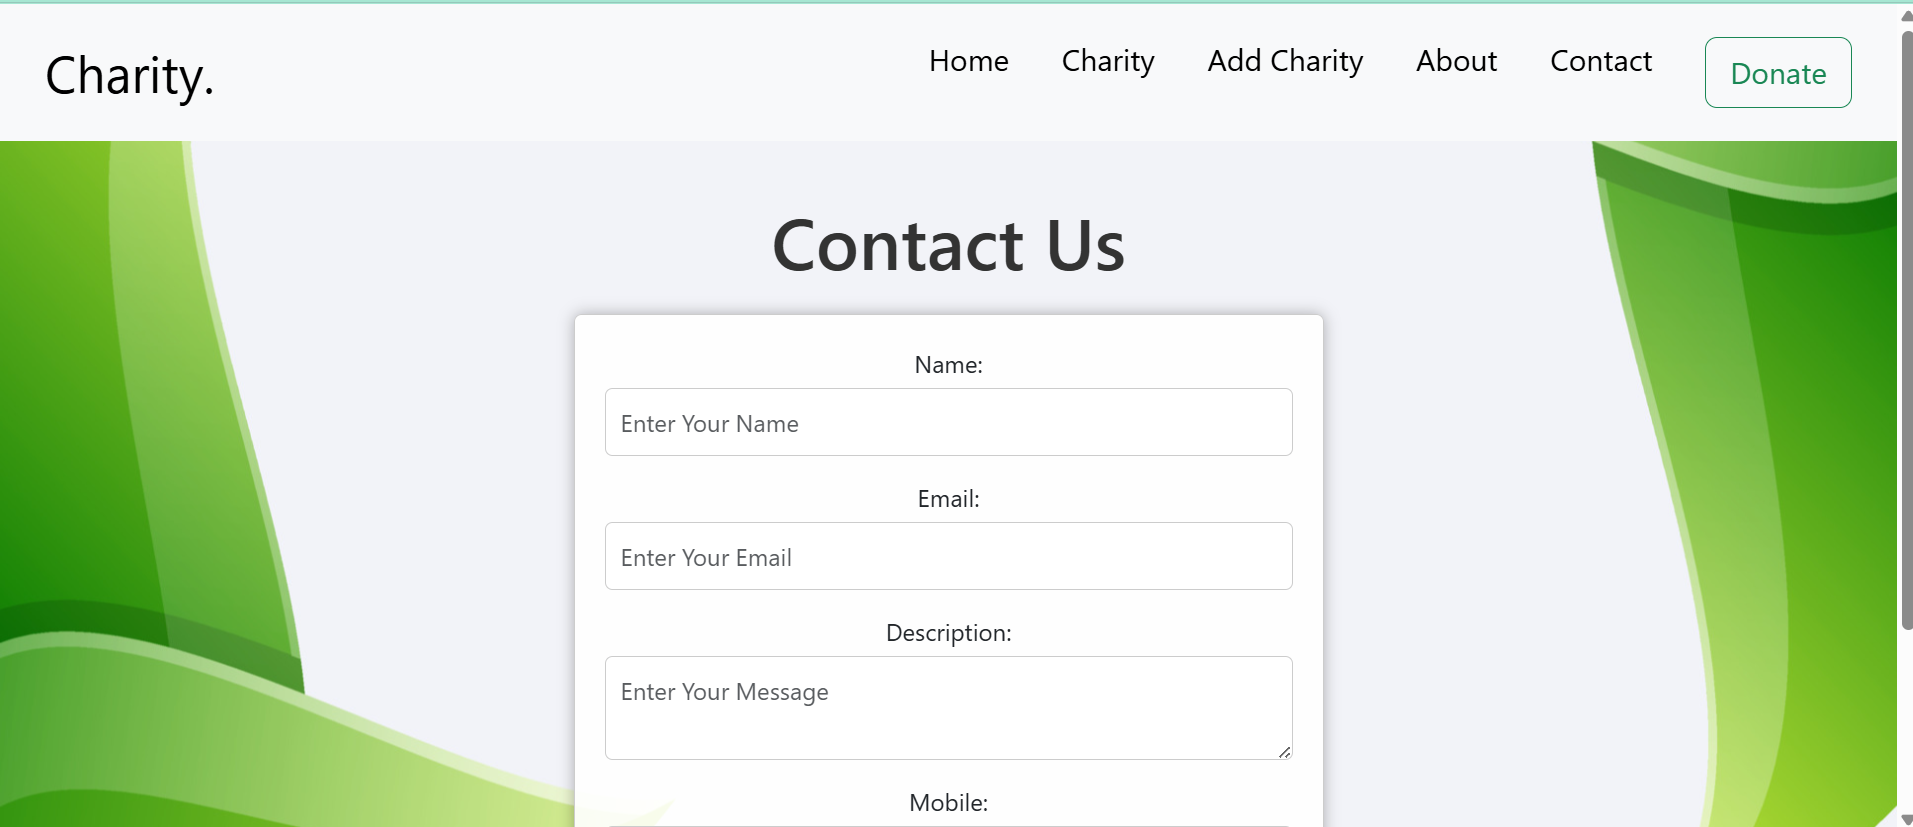 Charity.
Home Charity Add Charity About Contact Donate
Contact Us
Name:
Enter Your Name
Email:
Enter Your Email
Description:
Enter Your Message
Mobile: